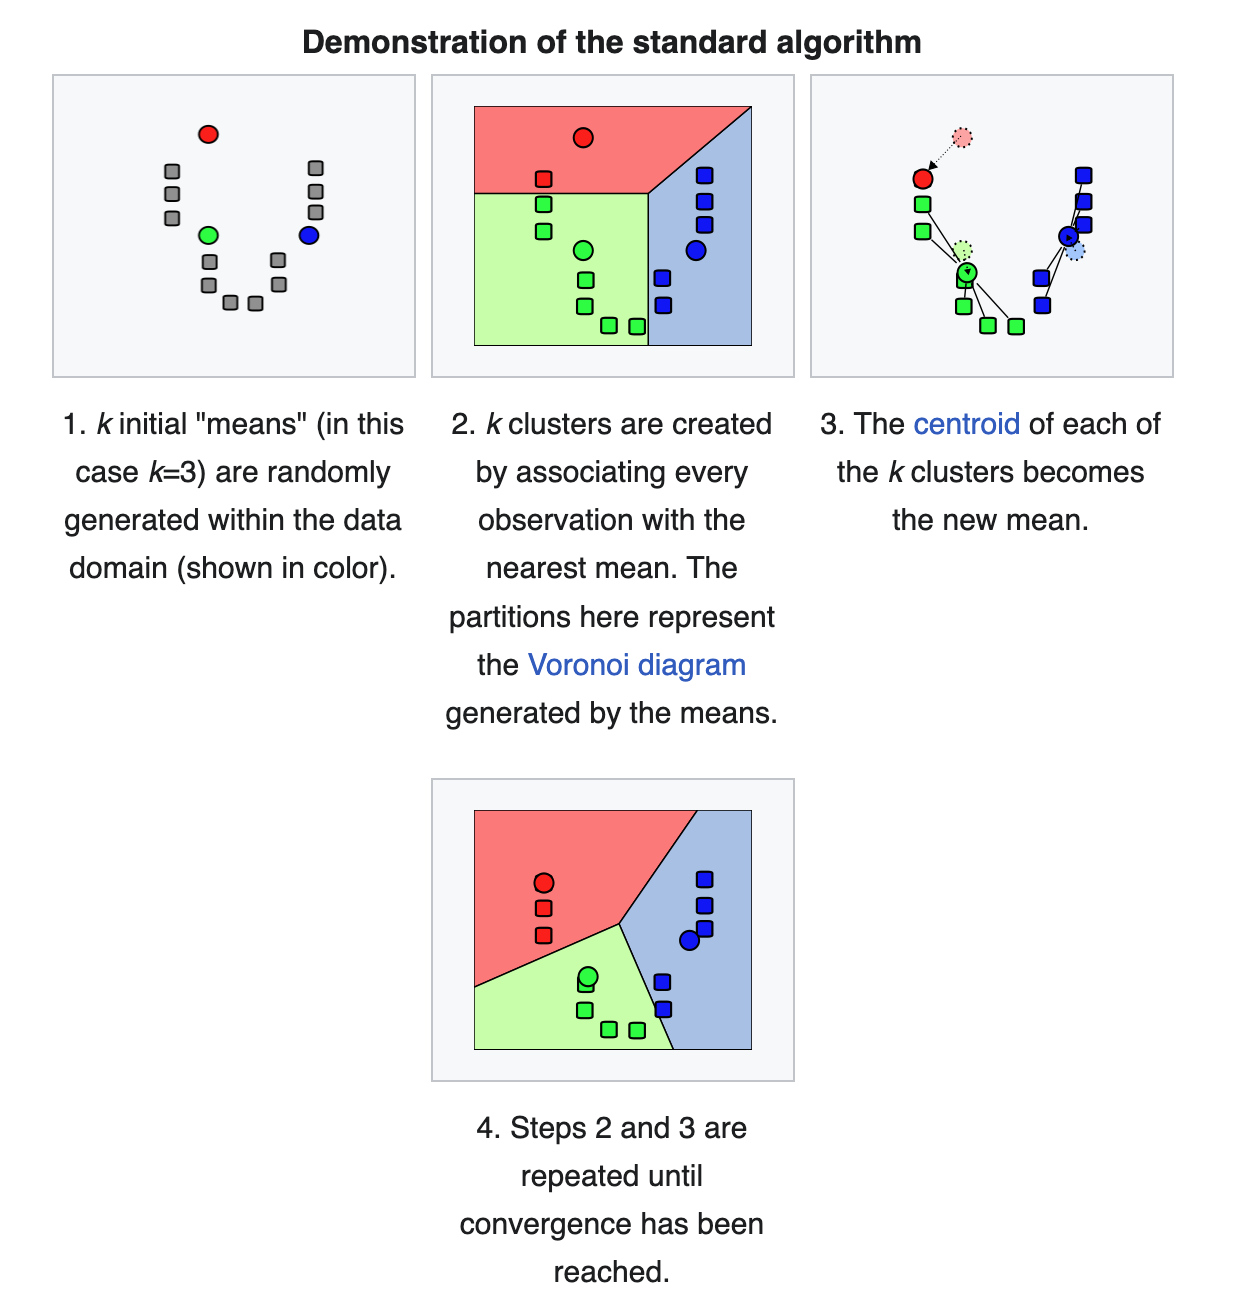 Demonstration of the standard algorithm
1. k initial "means" (in this
case k=3) are randomly
generated within the data
domain (shown in color).
2. k clusters are created
by associating every
observation with the
nearest mean. The
partitions here represent
the Voronoi diagram
generated by the means.
3. The centroid of each of
the k clusters becomes
the new mean.
4. Steps 2 and 3 are
repeated until
convergence has been
reached.